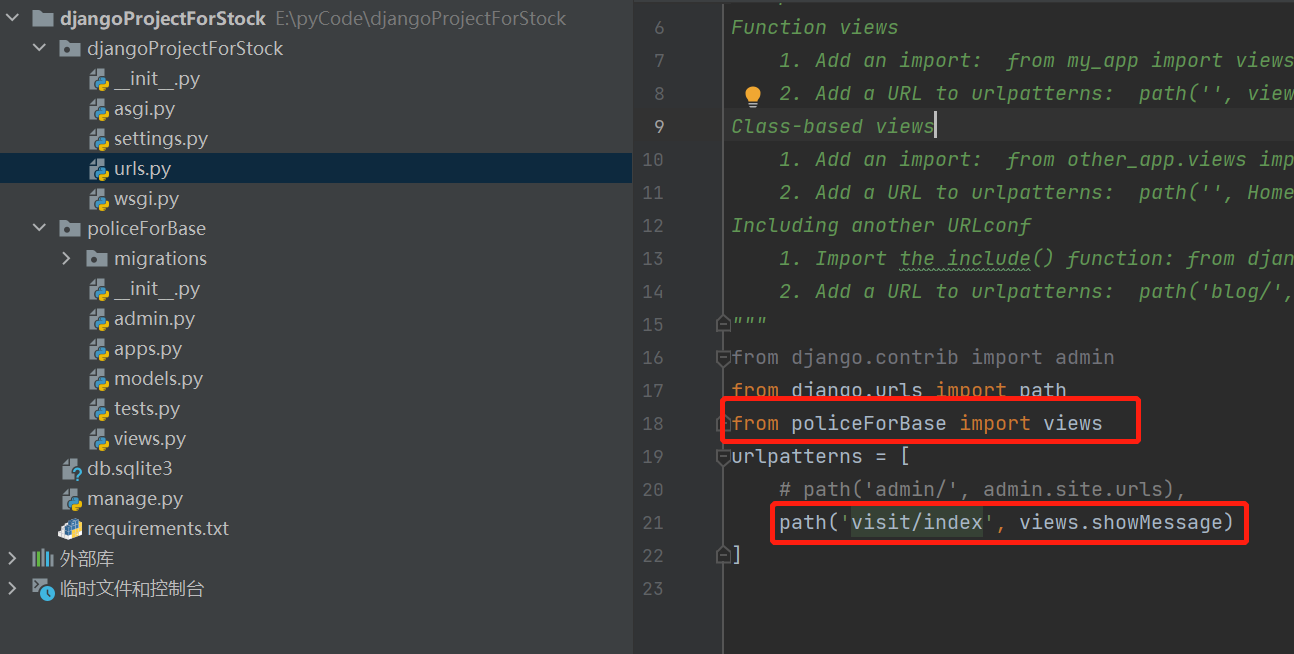 djangoProjectForStock E:\pyCode\djangoProjectForStock
djangoProjectForStock
__init__.py
asgi.py
settings.py
urls.py
wsgi.py
policeForBase
migrations
__init__.py
admin.py
apps.py
models.py
tests.py
views.py
db.sqlite3
manage.py
requirements.txt
外部库
临时文件和控制台
6 Function views
7 1. Add an import:  from my_app import views
8 2. Add a URL to urlpatterns:  path('', view
9 Class-based views
10 1. Add an import:  from other_app.views imp
11 2. Add a URL to urlpatterns:  path('', Home
12 Including another URLconf
13 1. Import the include() function: from djan
14 2. Add a URL to urlpatterns:  path('blog/',
15 """
16 from django.contrib import admin
17 from django.urls import path
18 from policeForBase import views
19 urlpatterns = [
20 # path('admin/', admin.site.urls),
21 path('visit/index', views.showMessage)
22 ]
23